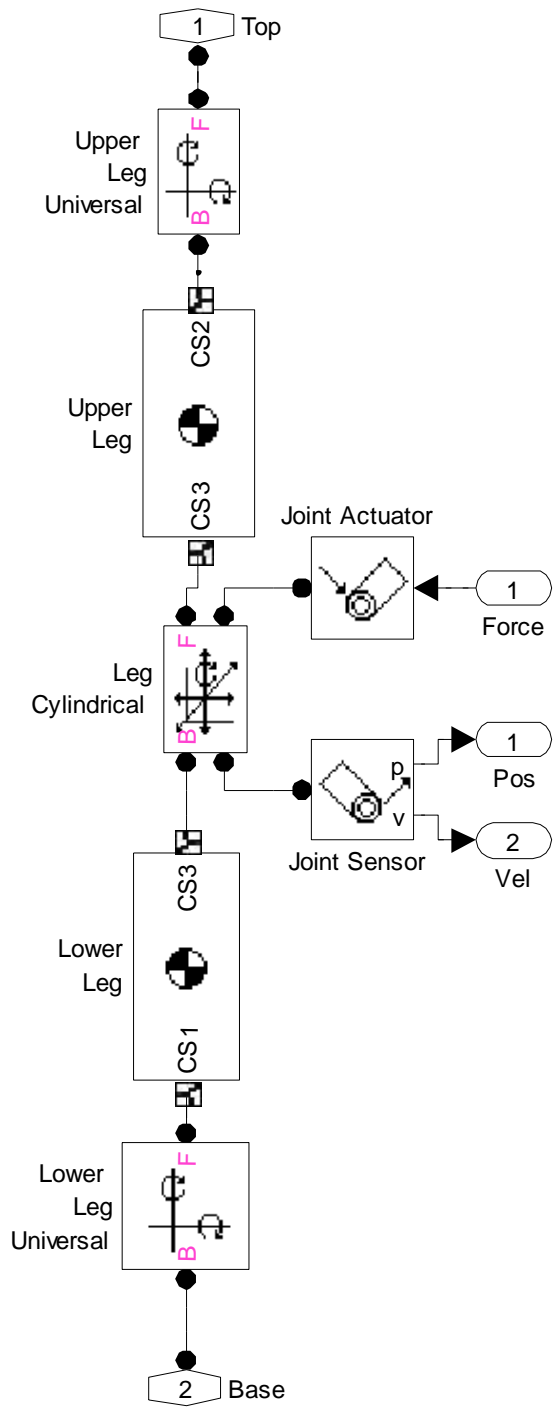 1
Top
F
Upper
Leg
Universal
B
CS2
Upper
Leg
CS3
Joint Actuator
1
Force
F
Leg
Cylindrical
B
p
1
Pos
v
Joint Sensor
2
Vel
CS3
Lower
Leg
CS1
F
Lower
Leg
Universal
B
2
Base